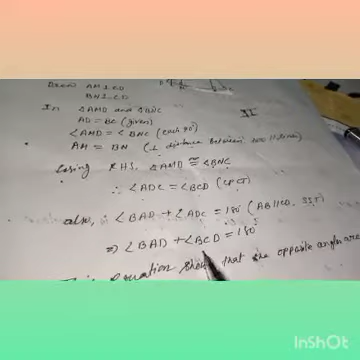 Draw AM ⊥ CD
BN ⊥ CD
In △AMD and △BNC
AD = BC (given)
∠AMD = ∠BNC (each 90°)
AM = BN (⊥ distance between two || lines)
Using RHS, △AMD ≅ ∠BNC
∴ ∠ADC = ∠BCD (CPCT)
also, ∠BAD + ∠ADC = 180° (AB||CD,
⇒ ∠BAD + ∠BCD = 180°
equation shows that the opposite angles are
InShOt